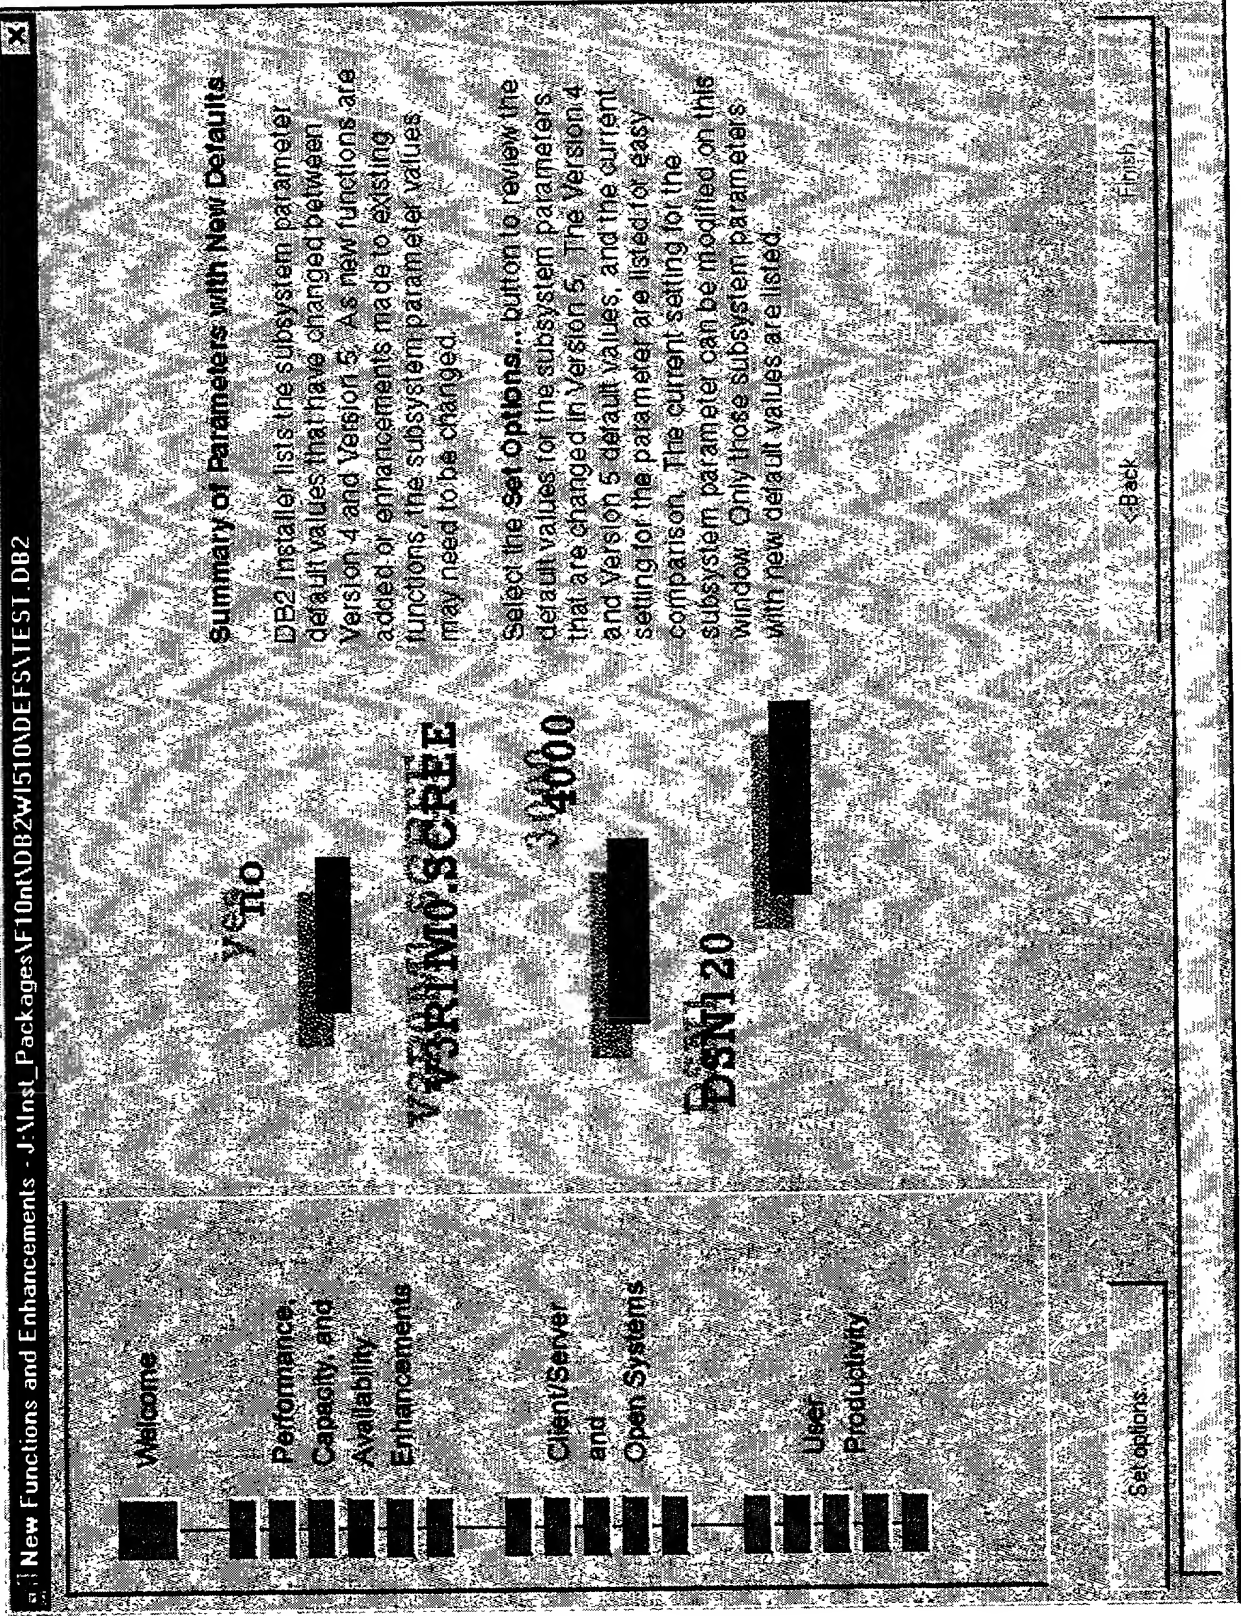 New Functions and Enhancements - J:\Inst_Packages\F10nt\DB2\WI510\DEFS\TEST.DB2
Welcome
Performance,
Capacity, and
Availability
Enhancements
Client/Server
and
Open Systems
User
Productivity
yes
no
V3R1M0.SCREE
4000
DSN120
Summary of Parameters with New Defaults
DB2 Installer lists the subsystem parameter
default values that have changed between
Version 4 and Version 5. As new functions are
added or enhancements made to existing
functions, the subsystem parameter values
may need to be changed.
Select the Set Options... button to review the
default values for the subsystem parameters
that are changed in Version 5. The Version 4
and Version 5 default values, and the current
setting for the parameter are listed for easy
comparison. The current setting for the
subsystem parameter can be modified on this
window. Only those subsystem parameters
with new default values are listed.
Set options...
<Back
Finish